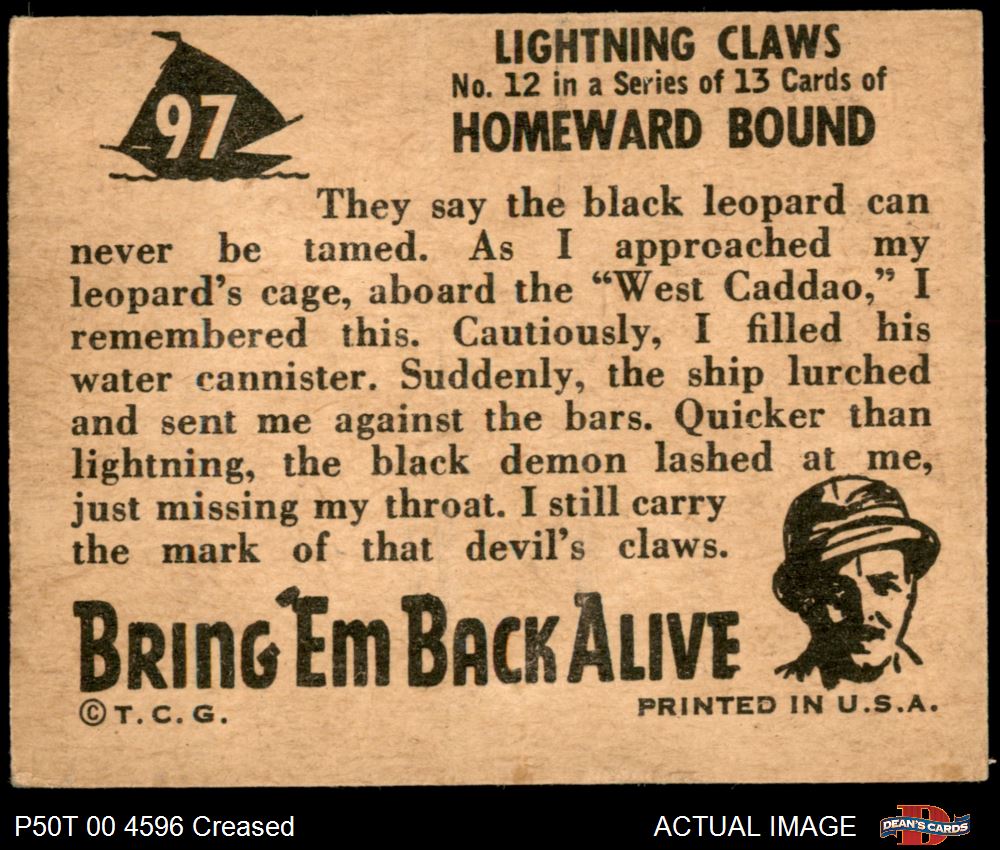 97
LIGHTNING CLAWS
No. 12 in a Series of 13 Cards of
HOMEWARD BOUND
They say the black leopard can
never be tamed. As I approached my
leopard's cage, aboard the “West Caddao,” I
remembered this. Cautiously, I filled his
water cannister. Suddenly, the ship lurched
and sent me against the bars. Quicker than
lightning, the black demon lashed at me,
just missing my throat. I still carry
the mark of that devil's claws.
BRING 'EM BACK ALIVE
© T. C. G.
PRINTED IN U.S.A.
P50T 00 4596 Creased
ACTUAL IMAGE
D
DEAN'S CARDS